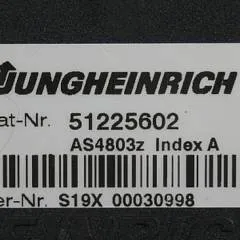 JUNGHEINRICH
at-Nr. 51225602
AS4803z Index A
er-Nr. S19X 00030998